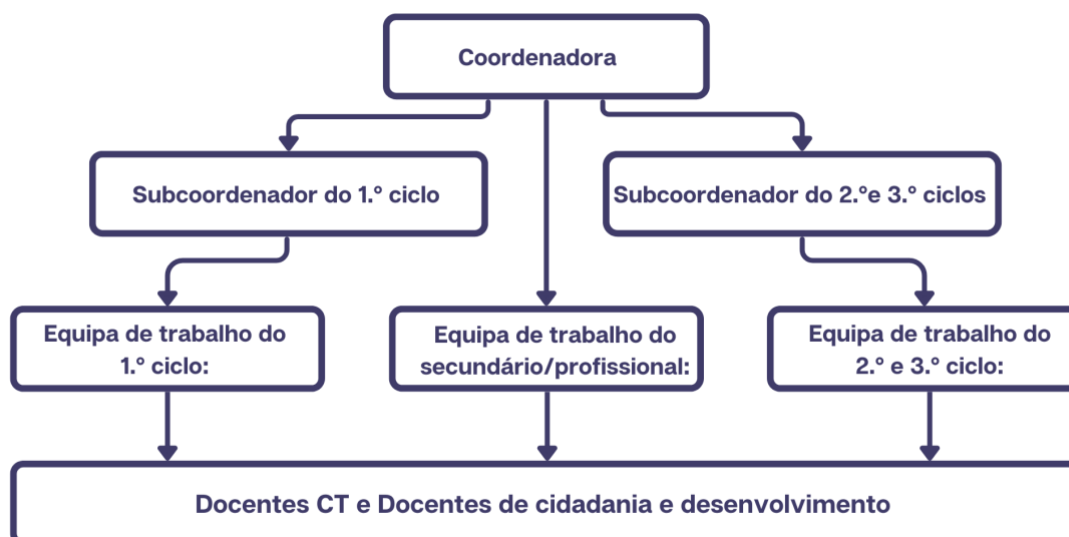 Coordenadora
Subcoordenador do 1.º ciclo
Subcoordenador do 2.ºe 3.º ciclos
Equipa de trabalho do
1.º ciclo:
Equipa de trabalho do
secundário/profissional:
Equipa de trabalho do
2.º e 3.º ciclo:
Docentes CT e Docentes de cidadania e desenvolvimento